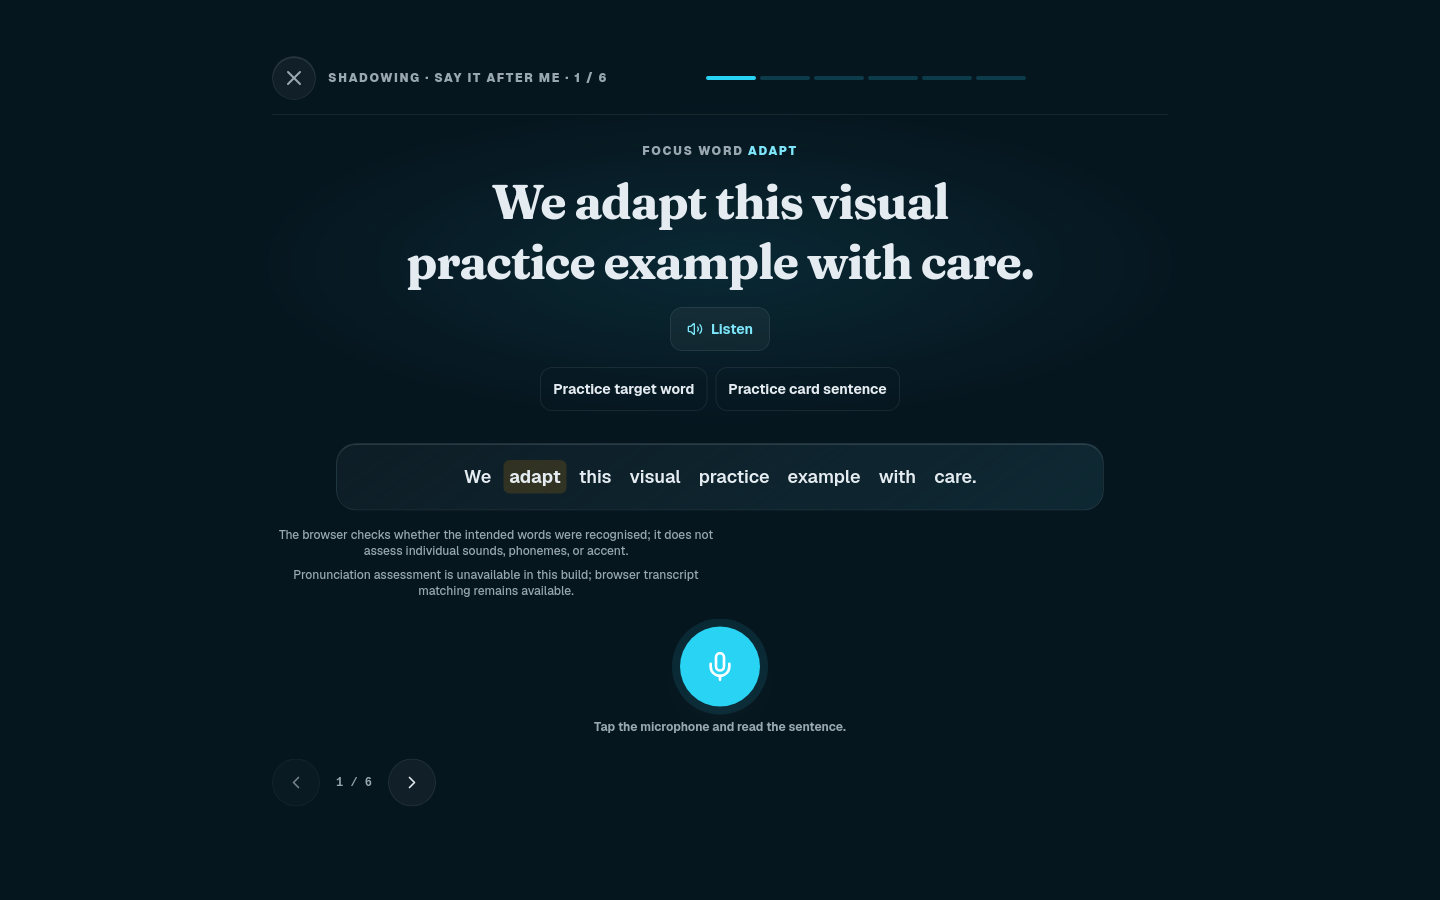 SHADOWING · SAY IT AFTER ME · 1 / 6
FOCUS WORD ADAPT
We adapt this visual
practice example with care.
Listen
Practice target word
Practice card sentence
We adapt this visual practice example with care.
The browser checks whether the intended words were recognised; it does not
assess individual sounds, phonemes, or accent.
Pronunciation assessment is unavailable in this build; browser transcript
matching remains available.
Tap the microphone and read the sentence.
1 / 6